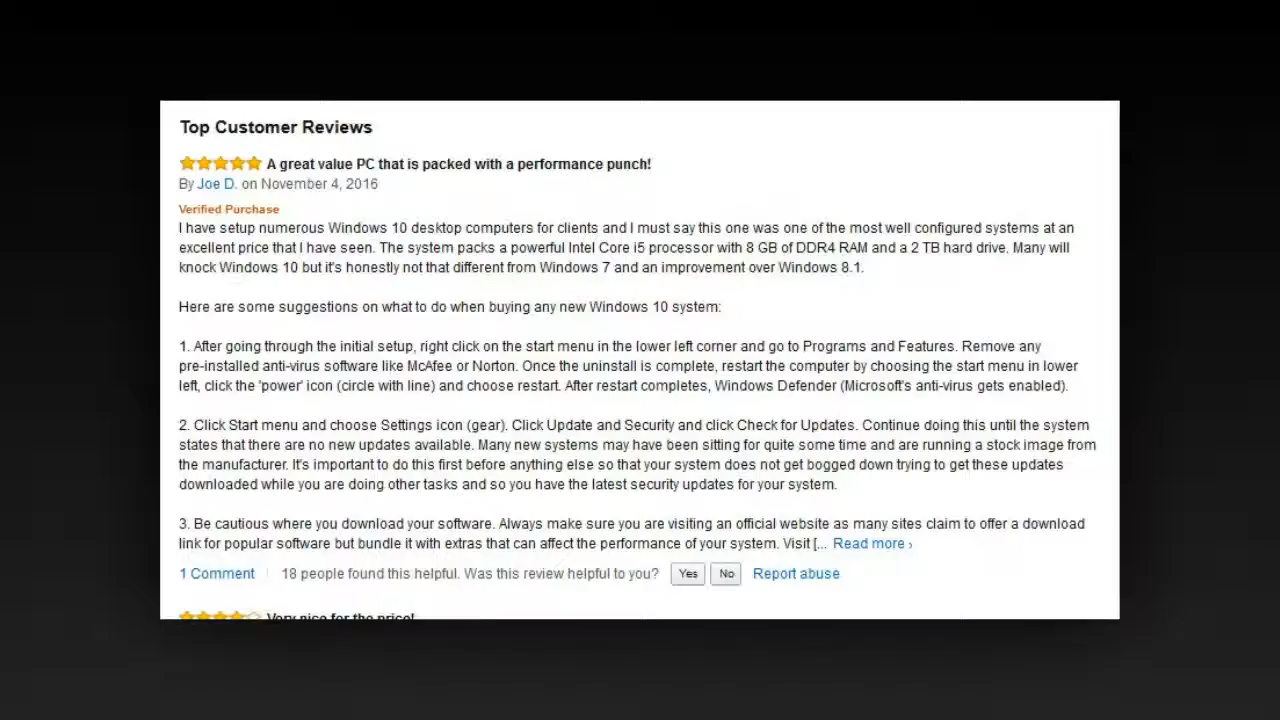 Top Customer Reviews
A great value PC that is packed with a performance punch!
By Joe D. on November 4, 2016
Verified Purchase
I have setup numerous Windows 10 desktop computers for clients and I must say this one was one of the most well configured systems at an
excellent price that I have seen. The system packs a powerful Intel Core i5 processor with 8 GB of DDR4 RAM and a 2 TB hard drive. Many will
knock Windows 10 but it's honestly not that different from Windows 7 and an improvement over Windows 8.1.
Here are some suggestions on what to do when buying any new Windows 10 system:
1. After going through the initial setup, right click on the start menu in the lower left corner and go to Programs and Features. Remove any
pre-installed anti-virus software like McAfee or Norton. Once the uninstall is complete, restart the computer by choosing the start menu in lower
left, click the 'power' icon (circle with line) and choose restart. After restart completes, Windows Defender (Microsoft's anti-virus gets enabled).
2. Click Start menu and choose Settings icon (gear). Click Update and Security and click Check for Updates. Continue doing this until the system
states that there are no new updates available. Many new systems may have been sitting for quite some time and are running a stock image from
the manufacturer. It's important to do this first before anything else so that your system does not get bogged down trying to get these updates
downloaded while you are doing other tasks and so you have the latest security updates for your system.
3. Be cautious where you download your software. Always make sure you are visiting an official website as many sites claim to offer a download
link for popular software but bundle it with extras that can affect the performance of your system. Visit [... Read more ›
1 Comment | 18 people found this helpful. Was this review helpful to you? Yes No Report abuse
Very nice for the price!